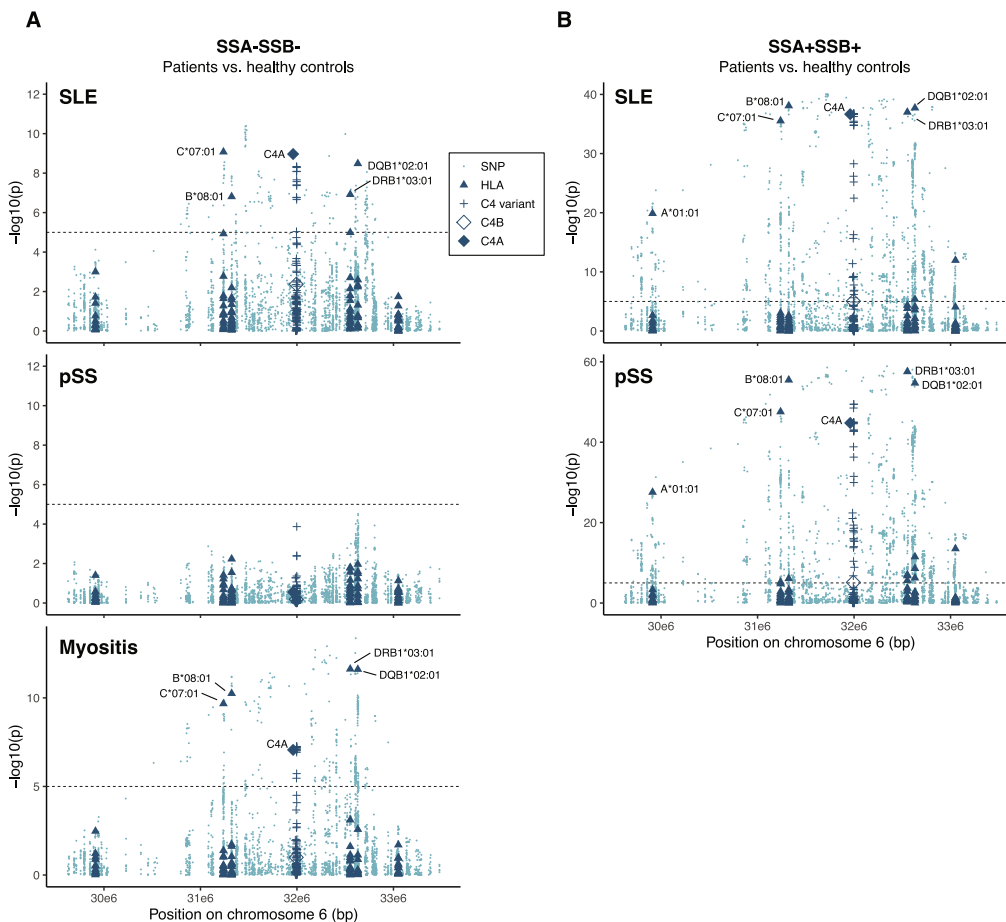 A
SSA-SSB-
Patients vs. healthy controls
SLE
12
10
8
6
4
2
0
−log10(p)
C*07:01
B*08:01
C4A
DQB1*02:01
DRB1*03:01
SNP
HLA
C4 variant
C4B
C4A
pSS
12
10
8
6
4
2
0
−log10(p)
Myositis
10
5
0
−log10(p)
B*08:01
C*07:01
C4A
DRB1*03:01
DQB1*02:01
30e6 31e6 32e6 33e6
Position on chromosome 6 (bp)
B
SSA+SSB+
Patients vs. healthy controls
SLE
40
30
20
10
0
−log10(p)
A*01:01
B*08:01
C*07:01
C4A
DQB1*02:01
DRB1*03:01
pSS
60
40
20
0
−log10(p)
A*01:01
B*08:01
C*07:01
C4A
DRB1*03:01
DQB1*02:01
30e6 31e6 32e6 33e6
Position on chromosome 6 (bp)